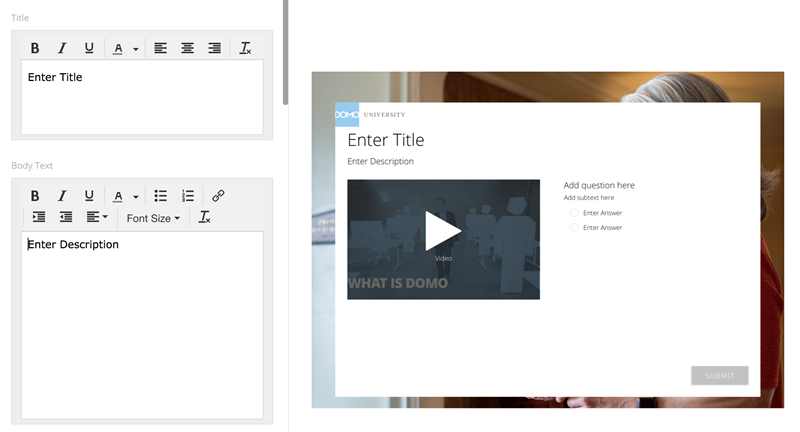 Title
B I U A
Enter Title
Body Text
B I U A
Font Size
Enter Description
DOMO UNIVERSITY
Enter Title
Enter Description
Video
WHAT IS DOMO
Add question here
Add subtext here
Enter Answer
Enter Answer
SUBMIT